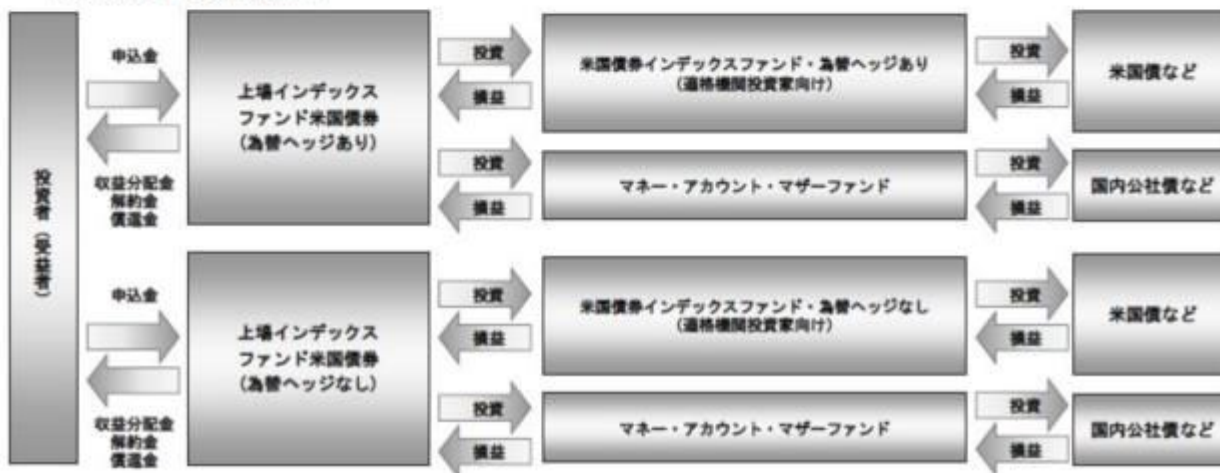 投資者（受益者）
申込金
収益分配金
解約金
償還金
上場インデックス
ファンド米国債券
(為替ヘッジあり)
投資
損益
米国債券インデックスファンド・為替ヘッジあり
(適格機関投資家向け)
投資
損益
米国債など
投資
損益
マネー・アカウント・マザーファンド
投資
損益
国内公社債など
申込金
収益分配金
解約金
償還金
上場インデックス
ファンド米国債券
(為替ヘッジなし)
投資
損益
米国債券インデックスファンド・為替ヘッジなし
(適格機関投資家向け)
投資
損益
米国債など
投資
損益
マネー・アカウント・マザーファンド
投資
損益
国内公社債など